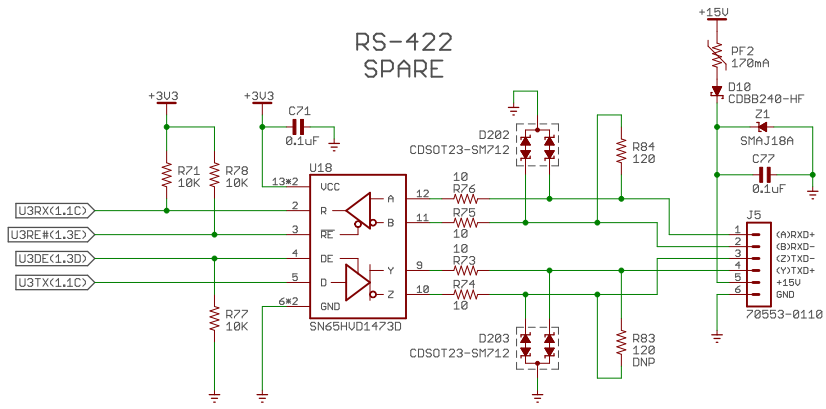 RS-422
SPARE
+15V
PF2
170mA
D10
CDBB240-HF
+3V3
+3V3
C71
0.1uF
D202
CDSOT23-SM712
R84
120
Z1
SMAJ18A
C77
0.1uF
R71
10K
R78
10K
U18
13*2
VCC
U3RX(1.1C)
2
R
A
12
10
R76
U3RE#(1.3E)
3
RE
B
11
R75
10
U3DE(1.3D)
4
DE
Y
9
10
R73
U3TX(1.1C)
5
D
Z
10
R74
10
6*2
GND
SN65HVD1473D
R77
10K
D203
CDSOT23-SM712
R83
120
DNP
J5
1
(A)RXD+
2
(B)RXD-
3
(Z)TXD-
4
(Y)TXD+
5
+15V
6
GND
70553-0110